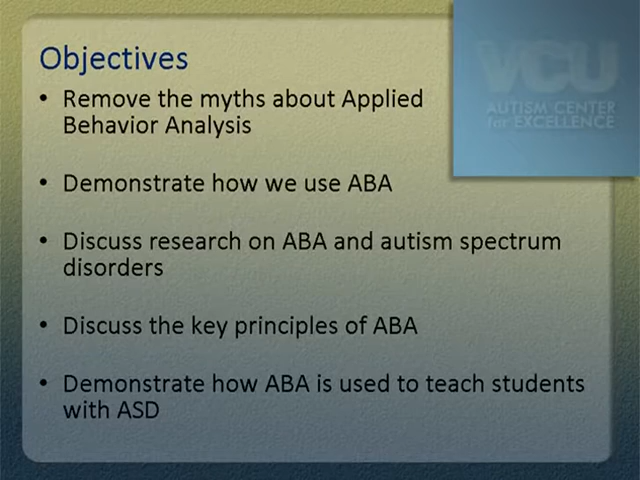 Objectives
• Remove the myths about Applied
Behavior Analysis
• Demonstrate how we use ABA
• Discuss research on ABA and autism spectrum
disorders
• Discuss the key principles of ABA
• Demonstrate how ABA is used to teach students
with ASD
VCU
AUTISM CENTER
for EXCELLENCE